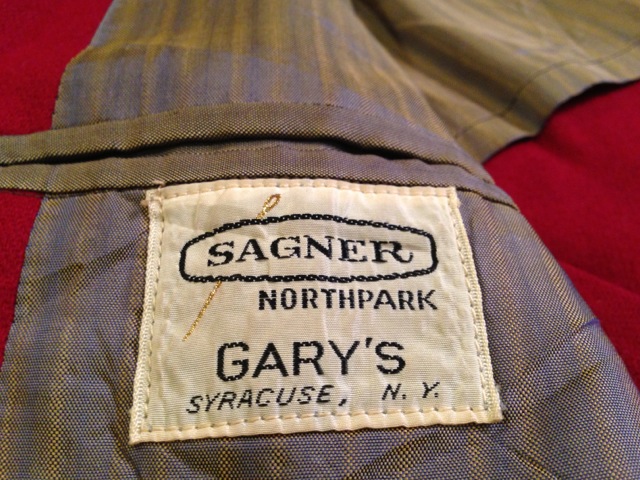 SAGNER
NORTHPARK
GARY'S
SYRACUSE, N.Y.